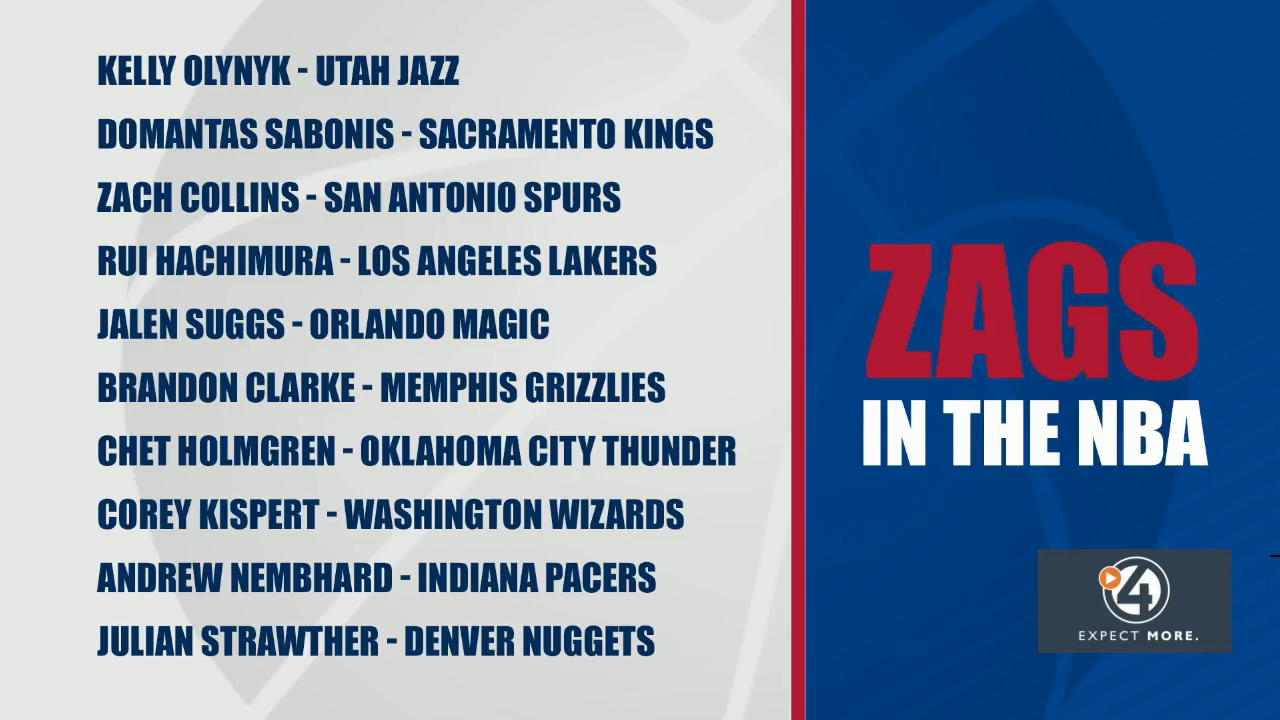 KELLY OLYNYK - UTAH JAZZ
DOMANTAS SABONIS - SACRAMENTO KINGS
ZACH COLLINS - SAN ANTONIO SPURS
RUI HACHIMURA - LOS ANGELES LAKERS
JALEN SUGGS - ORLANDO MAGIC
BRANDON CLARKE - MEMPHIS GRIZZLIES
CHET HOLMGREN - OKLAHOMA CITY THUNDER
COREY KISPERT - WASHINGTON WIZARDS
ANDREW NEMBHARD - INDIANA PACERS
JULIAN STRAWTHER - DENVER NUGGETS
ZAGS
IN THE NBA
4
EXPECT MORE.